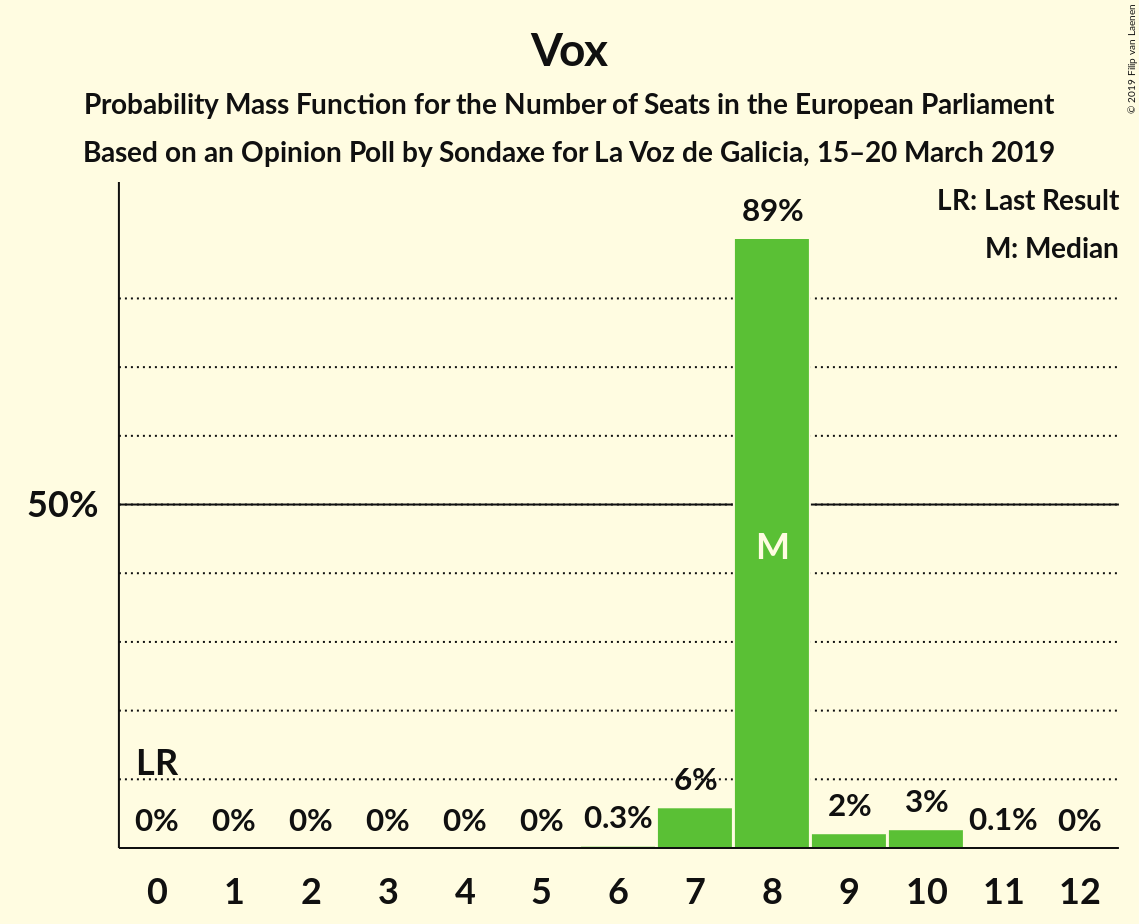 Vox
Probability Mass Function for the Number of Seats in the European Parliament
Based on an Opinion Poll by Sondaxe for La Voz de Galicia, 15–20 March 2019
© 2019 Filip van Laenen
LR: Last Result
M: Median
89%
50%
M
LR
0% 0% 0% 0% 0% 0% 0.3% 6% 2% 3% 0.1% 0%
0 1 2 3 4 5 6 7 8 9 10 11 12